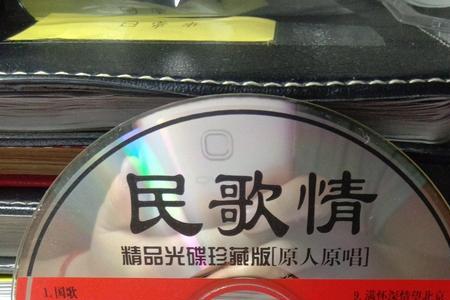 民歌情
精品光碟珍藏版[原人原唱]
1.国歌
9.满怀深情望北京